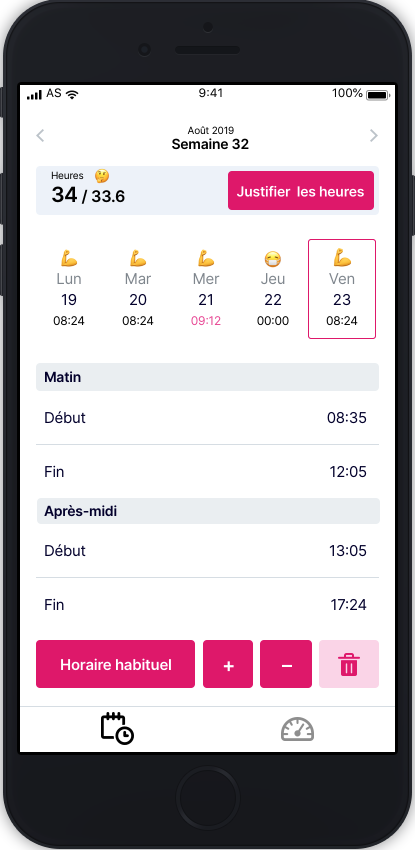 AS 9:41 100%
Août 2019
Semaine 32
Heures
34 / 33.6
Justifier les heures
Lun Mar Mer Jeu Ven
19 20 21 22 23
08:24 08:24 09:12 00:00 08:24
Matin
Début 08:35
Fin 12:05
Après-midi
Début 13:05
Fin 17:24
Horaire habituel + −